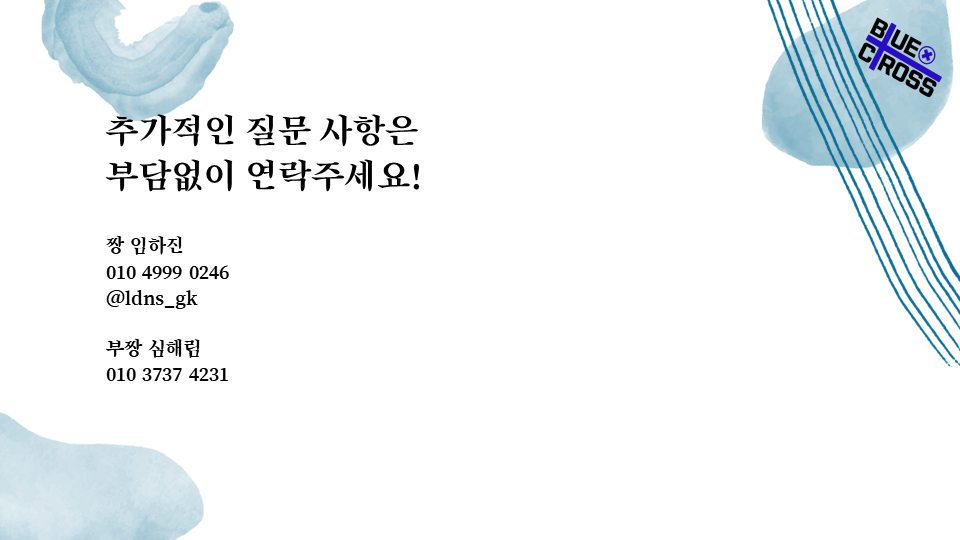 BLUE
CROSS
추가적인 질문 사항은
부담없이 연락주세요!
짱 임하진
010 4999 0246
@ldns_gk
부짱 심해림
010 3737 4231